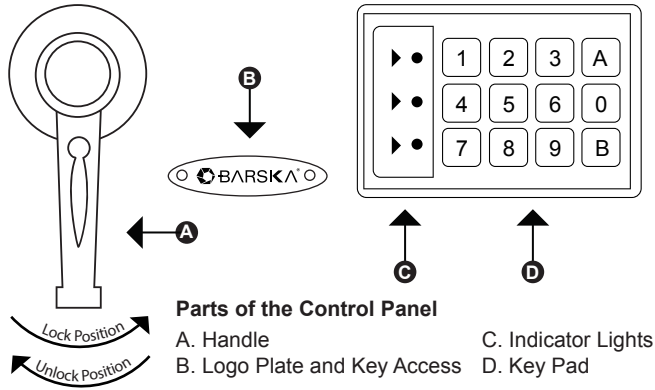 1 2 3 A
B
4 5 6 0
BARSKA®
7 8 9 B
A
C
D
Lock Position
Unlock Position
Parts of the Control Panel
A. Handle
B. Logo Plate and Key Access
C. Indicator Lights
D. Key Pad